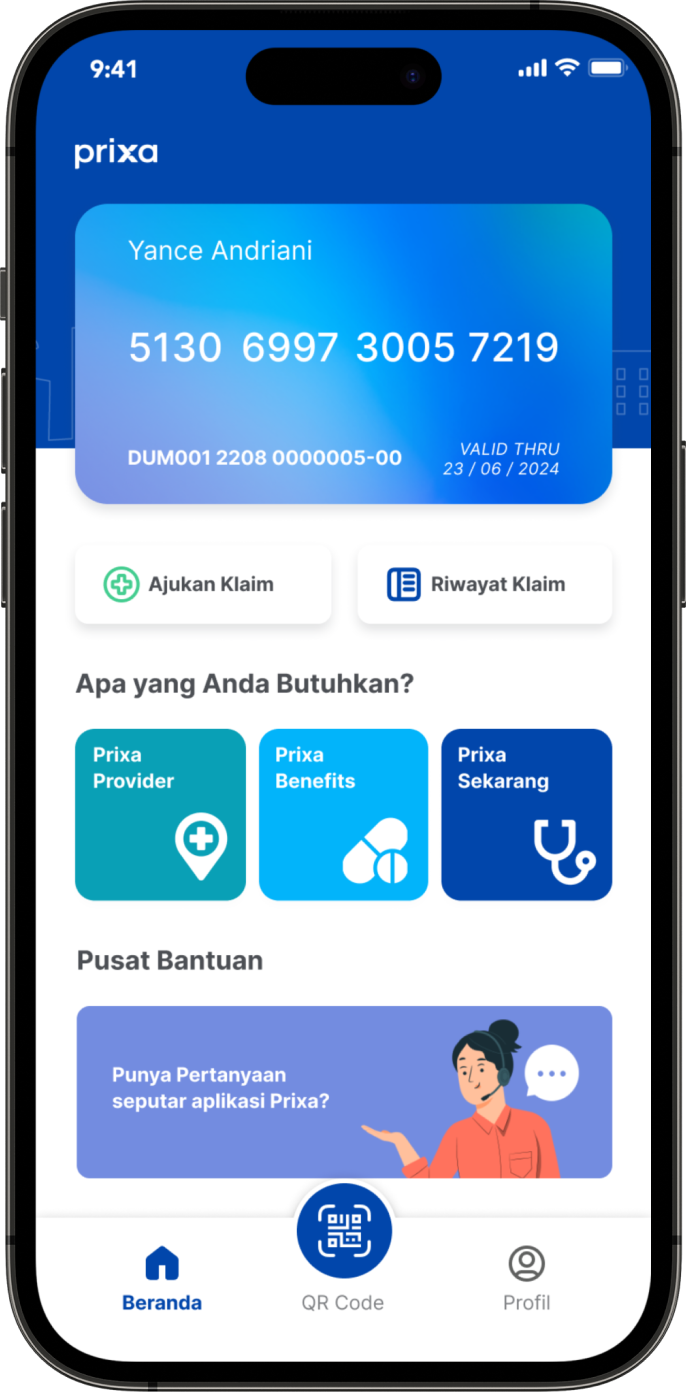 9:41
prixa
Yance Andriani
5130 6997 3005 7219
DUM001 2208 0000005-00
VALID THRU
23 / 06 / 2024
Ajukan Klaim
Riwayat Klaim
Apa yang Anda Butuhkan?
Prixa
Provider
Prixa
Benefits
Prixa
Sekarang
Pusat Bantuan
Punya Pertanyaan
seputar aplikasi Prixa?
Beranda
QR Code
Profil